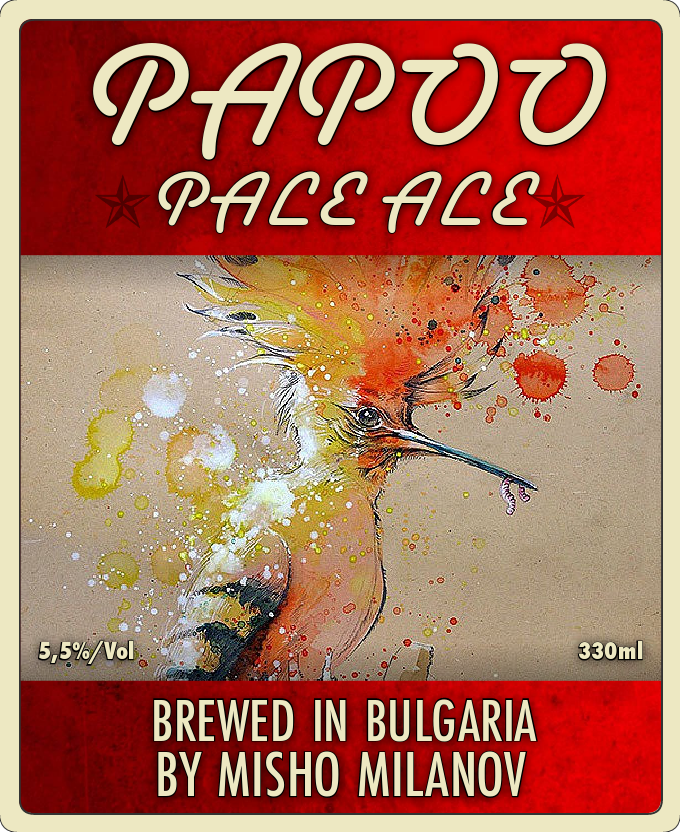 PAPOO
PALE ALE
5,5%/Vol
330ml
BREWED IN BULGARIA
BY MISHO MILANOV